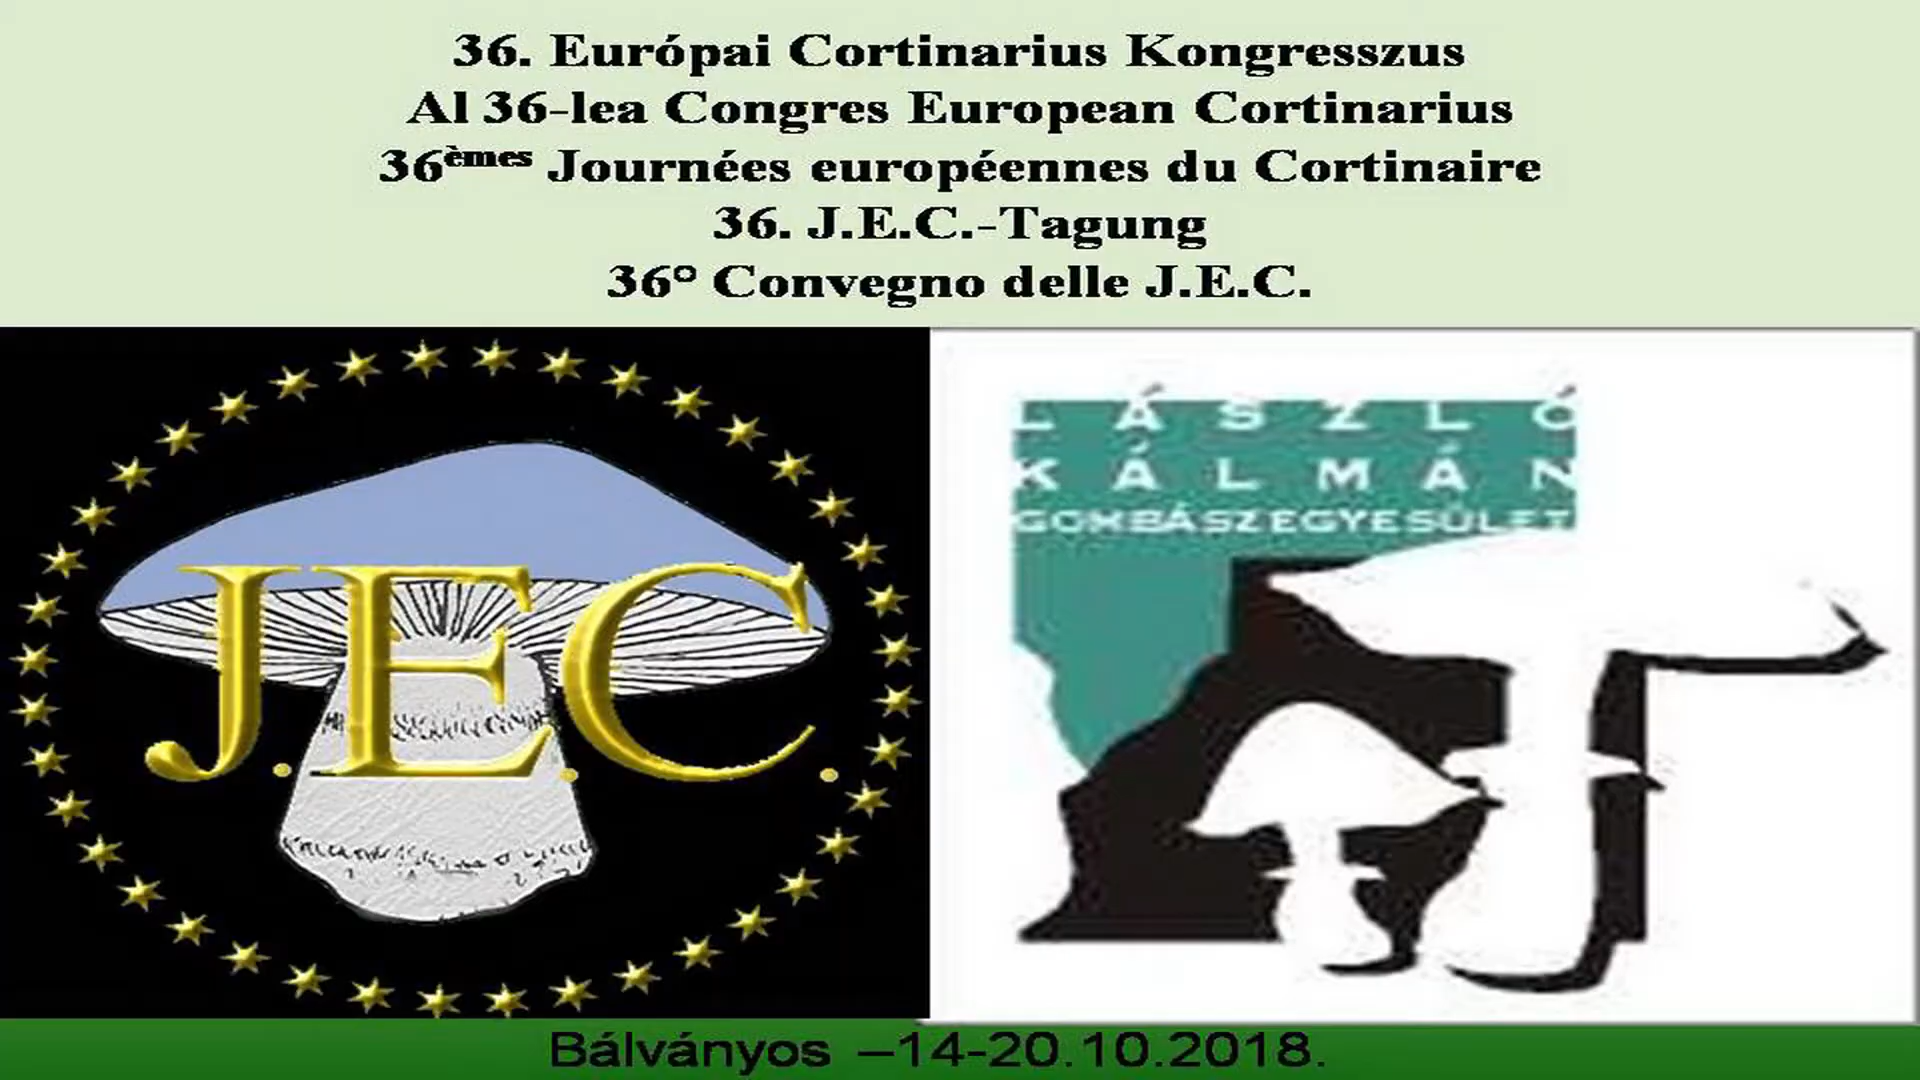 36. Európai Cortinarius Kongresszus
Al 36-lea Congres European Cortinarius
36èmes Journées européennes du Cortinaire
36. J.E.C.-Tagung
36° Convegno delle J.E.C.
J.E.C.
LÁSZLÓ
KÁLMÁN
GOMBÁSZEGYESÜLET
Bálványos –14-20.10.2018.